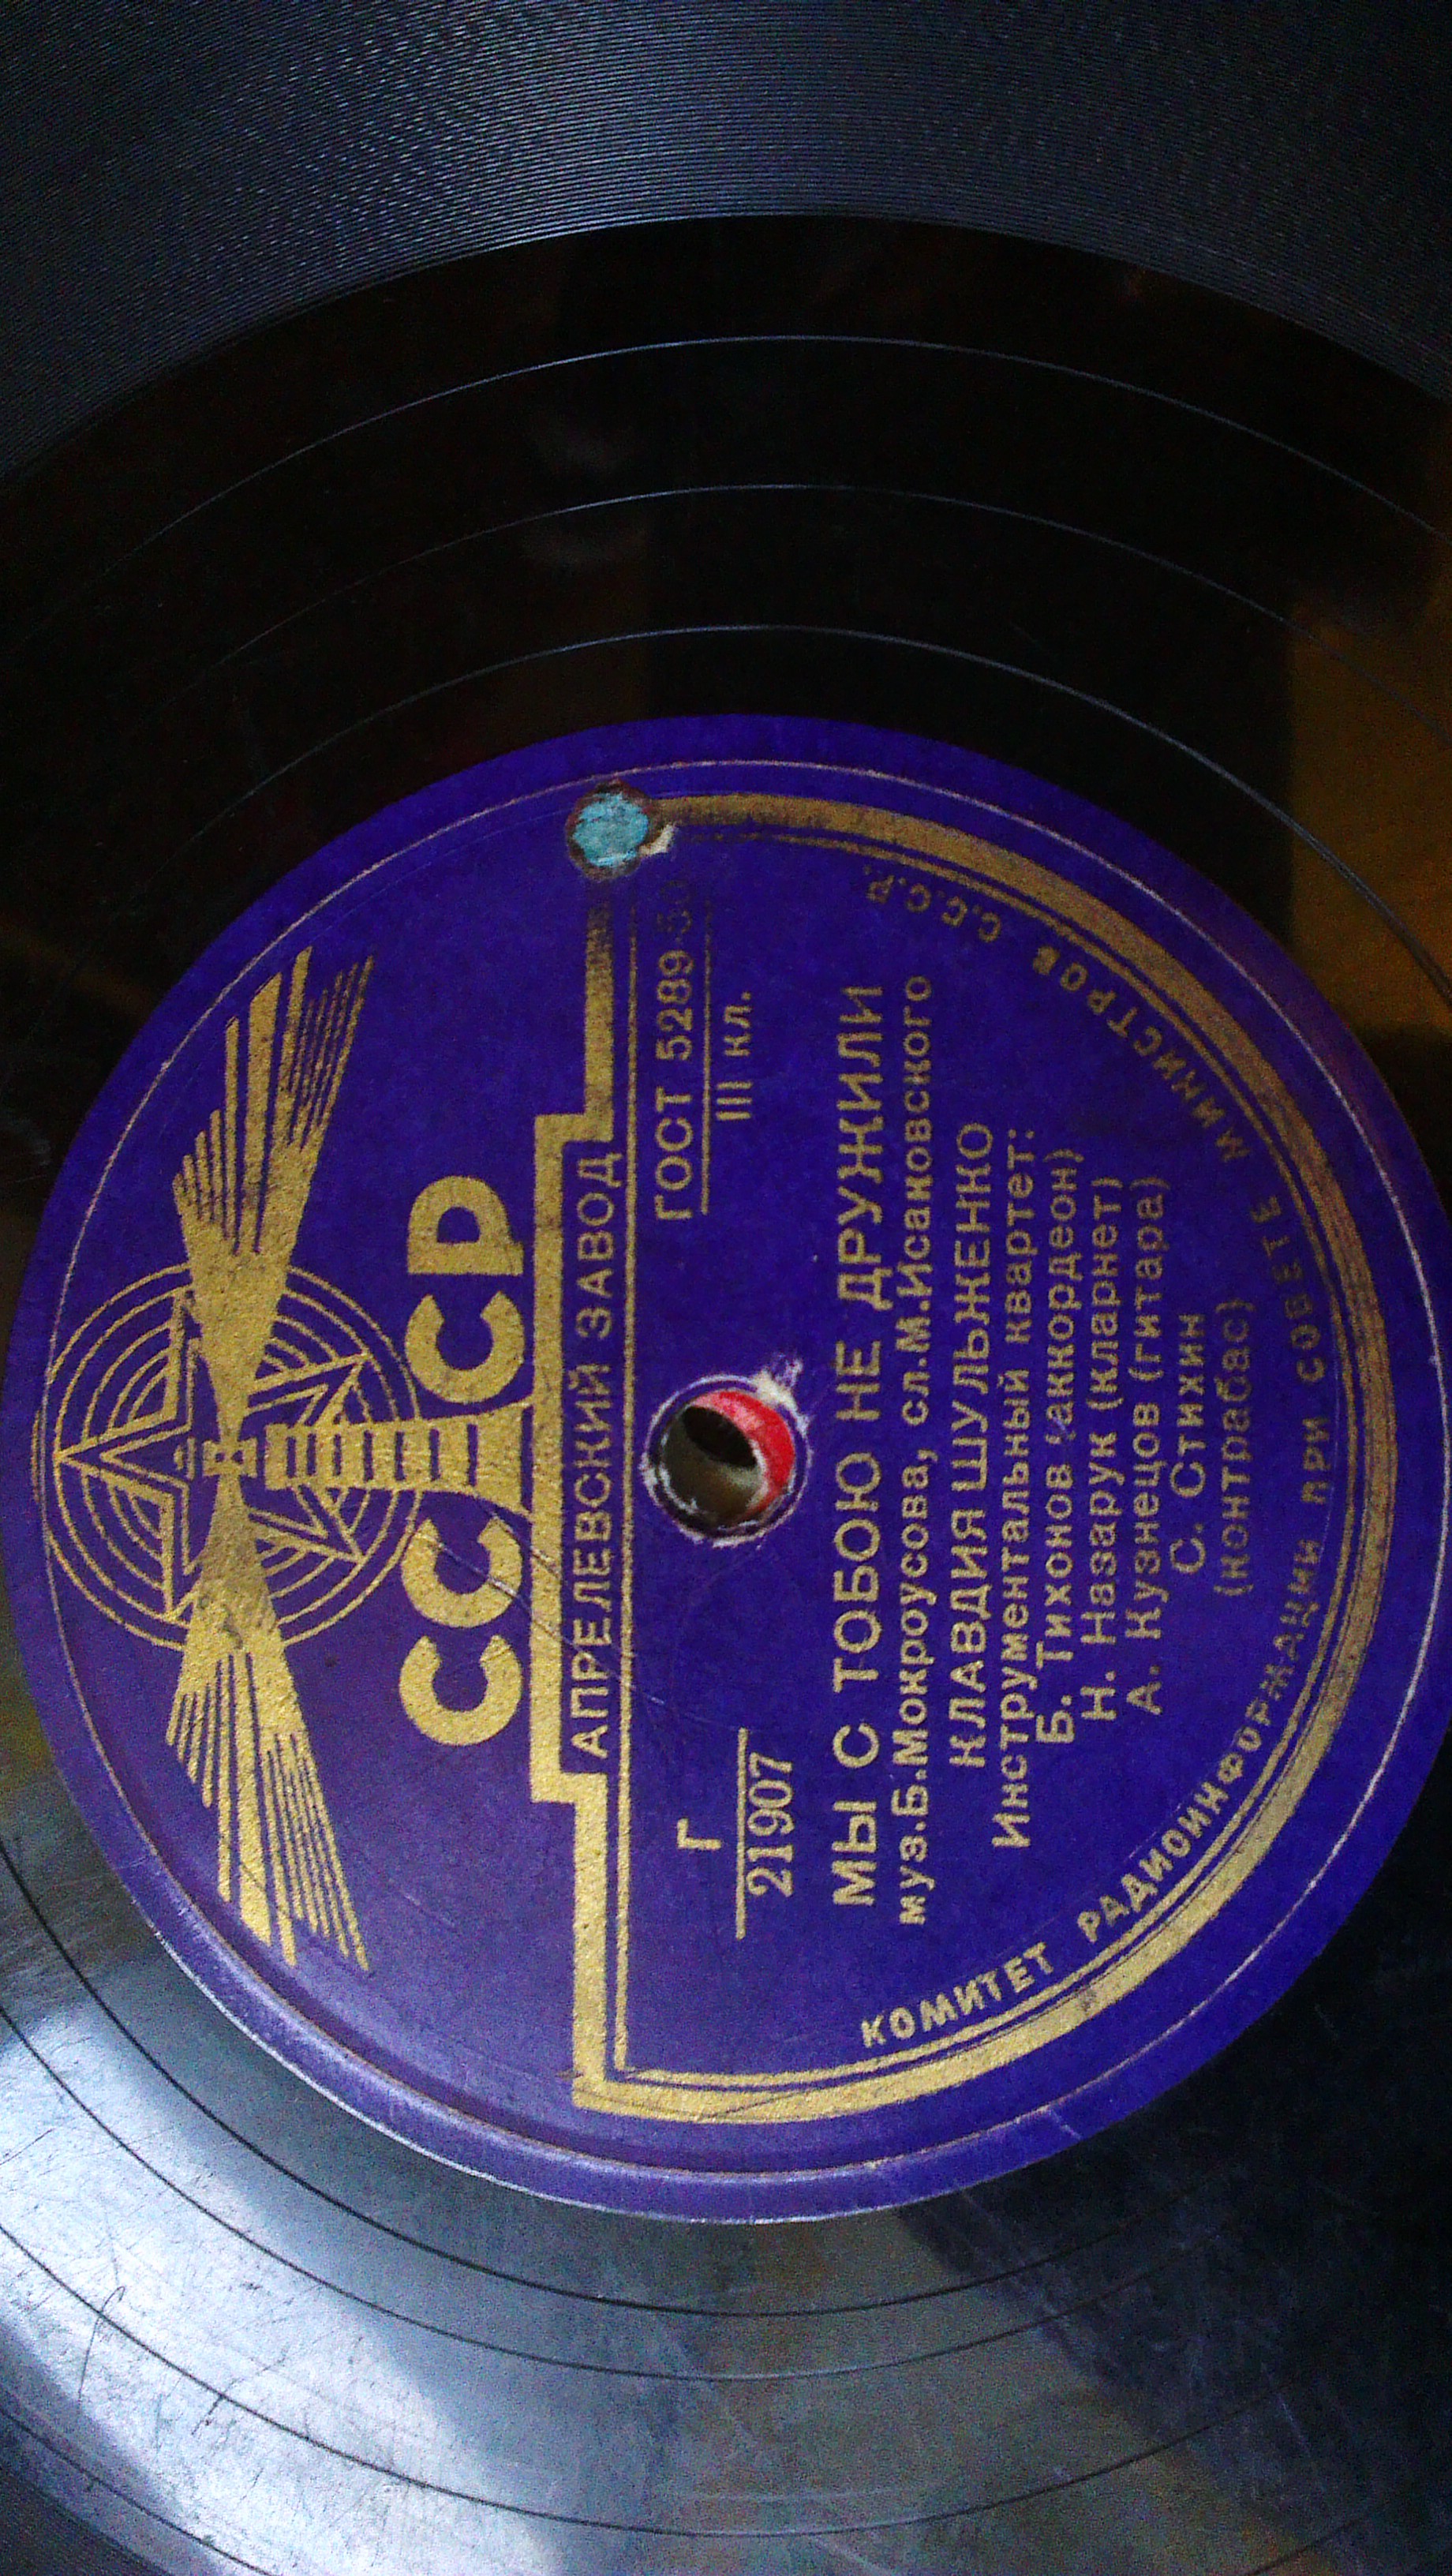 СССР
АПРЕЛЕВСКИЙ ЗАВОД
ГОСТ 5289-50
III кл.
Г
21907
МЫ С ТОБОЮ НЕ ДРУЖИЛИ
муз.Б.Мокроусова, сл.М.Исаковского
КЛАВДИЯ ШУЛЬЖЕНКО
Инструментальный квартет:
Б. Тихонов (аккордеон)
Н. Назарук (кларнет)
А. Кузнецов (гитара)
С. Стихин
(контрабас)
КОМИТЕТ РАДИОИНФОРМАЦИИ ПРИ СОВЕТЕ МИНИСТРОВ С.С.С.Р.